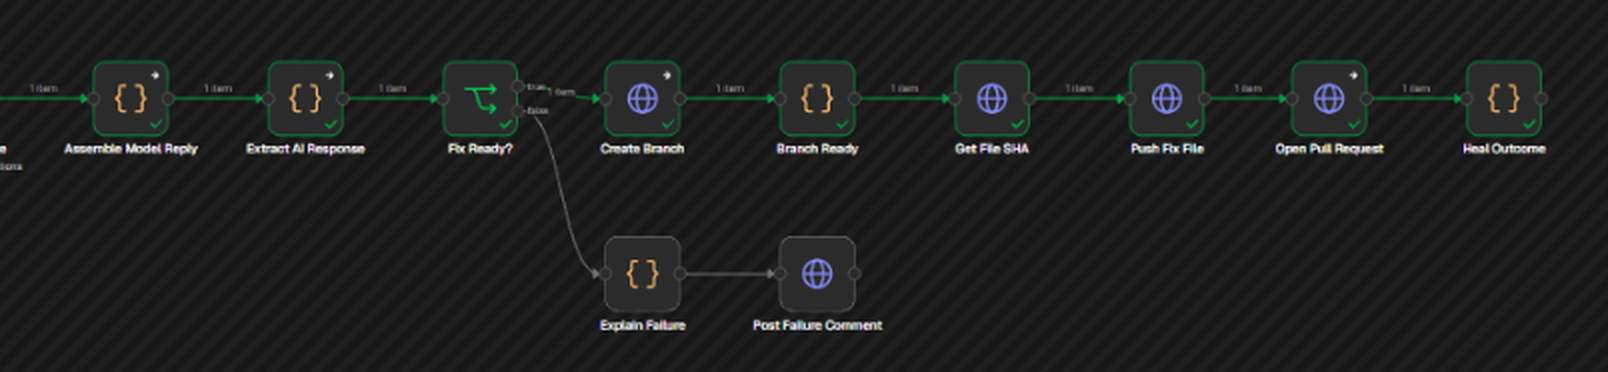 1 item
1 item
1 item
true
1 item
false
1 item
1 item
1 item
1 item
1 item
e
Assemble Model Reply
Extract AI Response
Fix Ready?
Create Branch
Branch Ready
Get File SHA
Push Fix File
Open Pull Request
Heal Outcome
tions
Explain Failure
Post Failure Comment